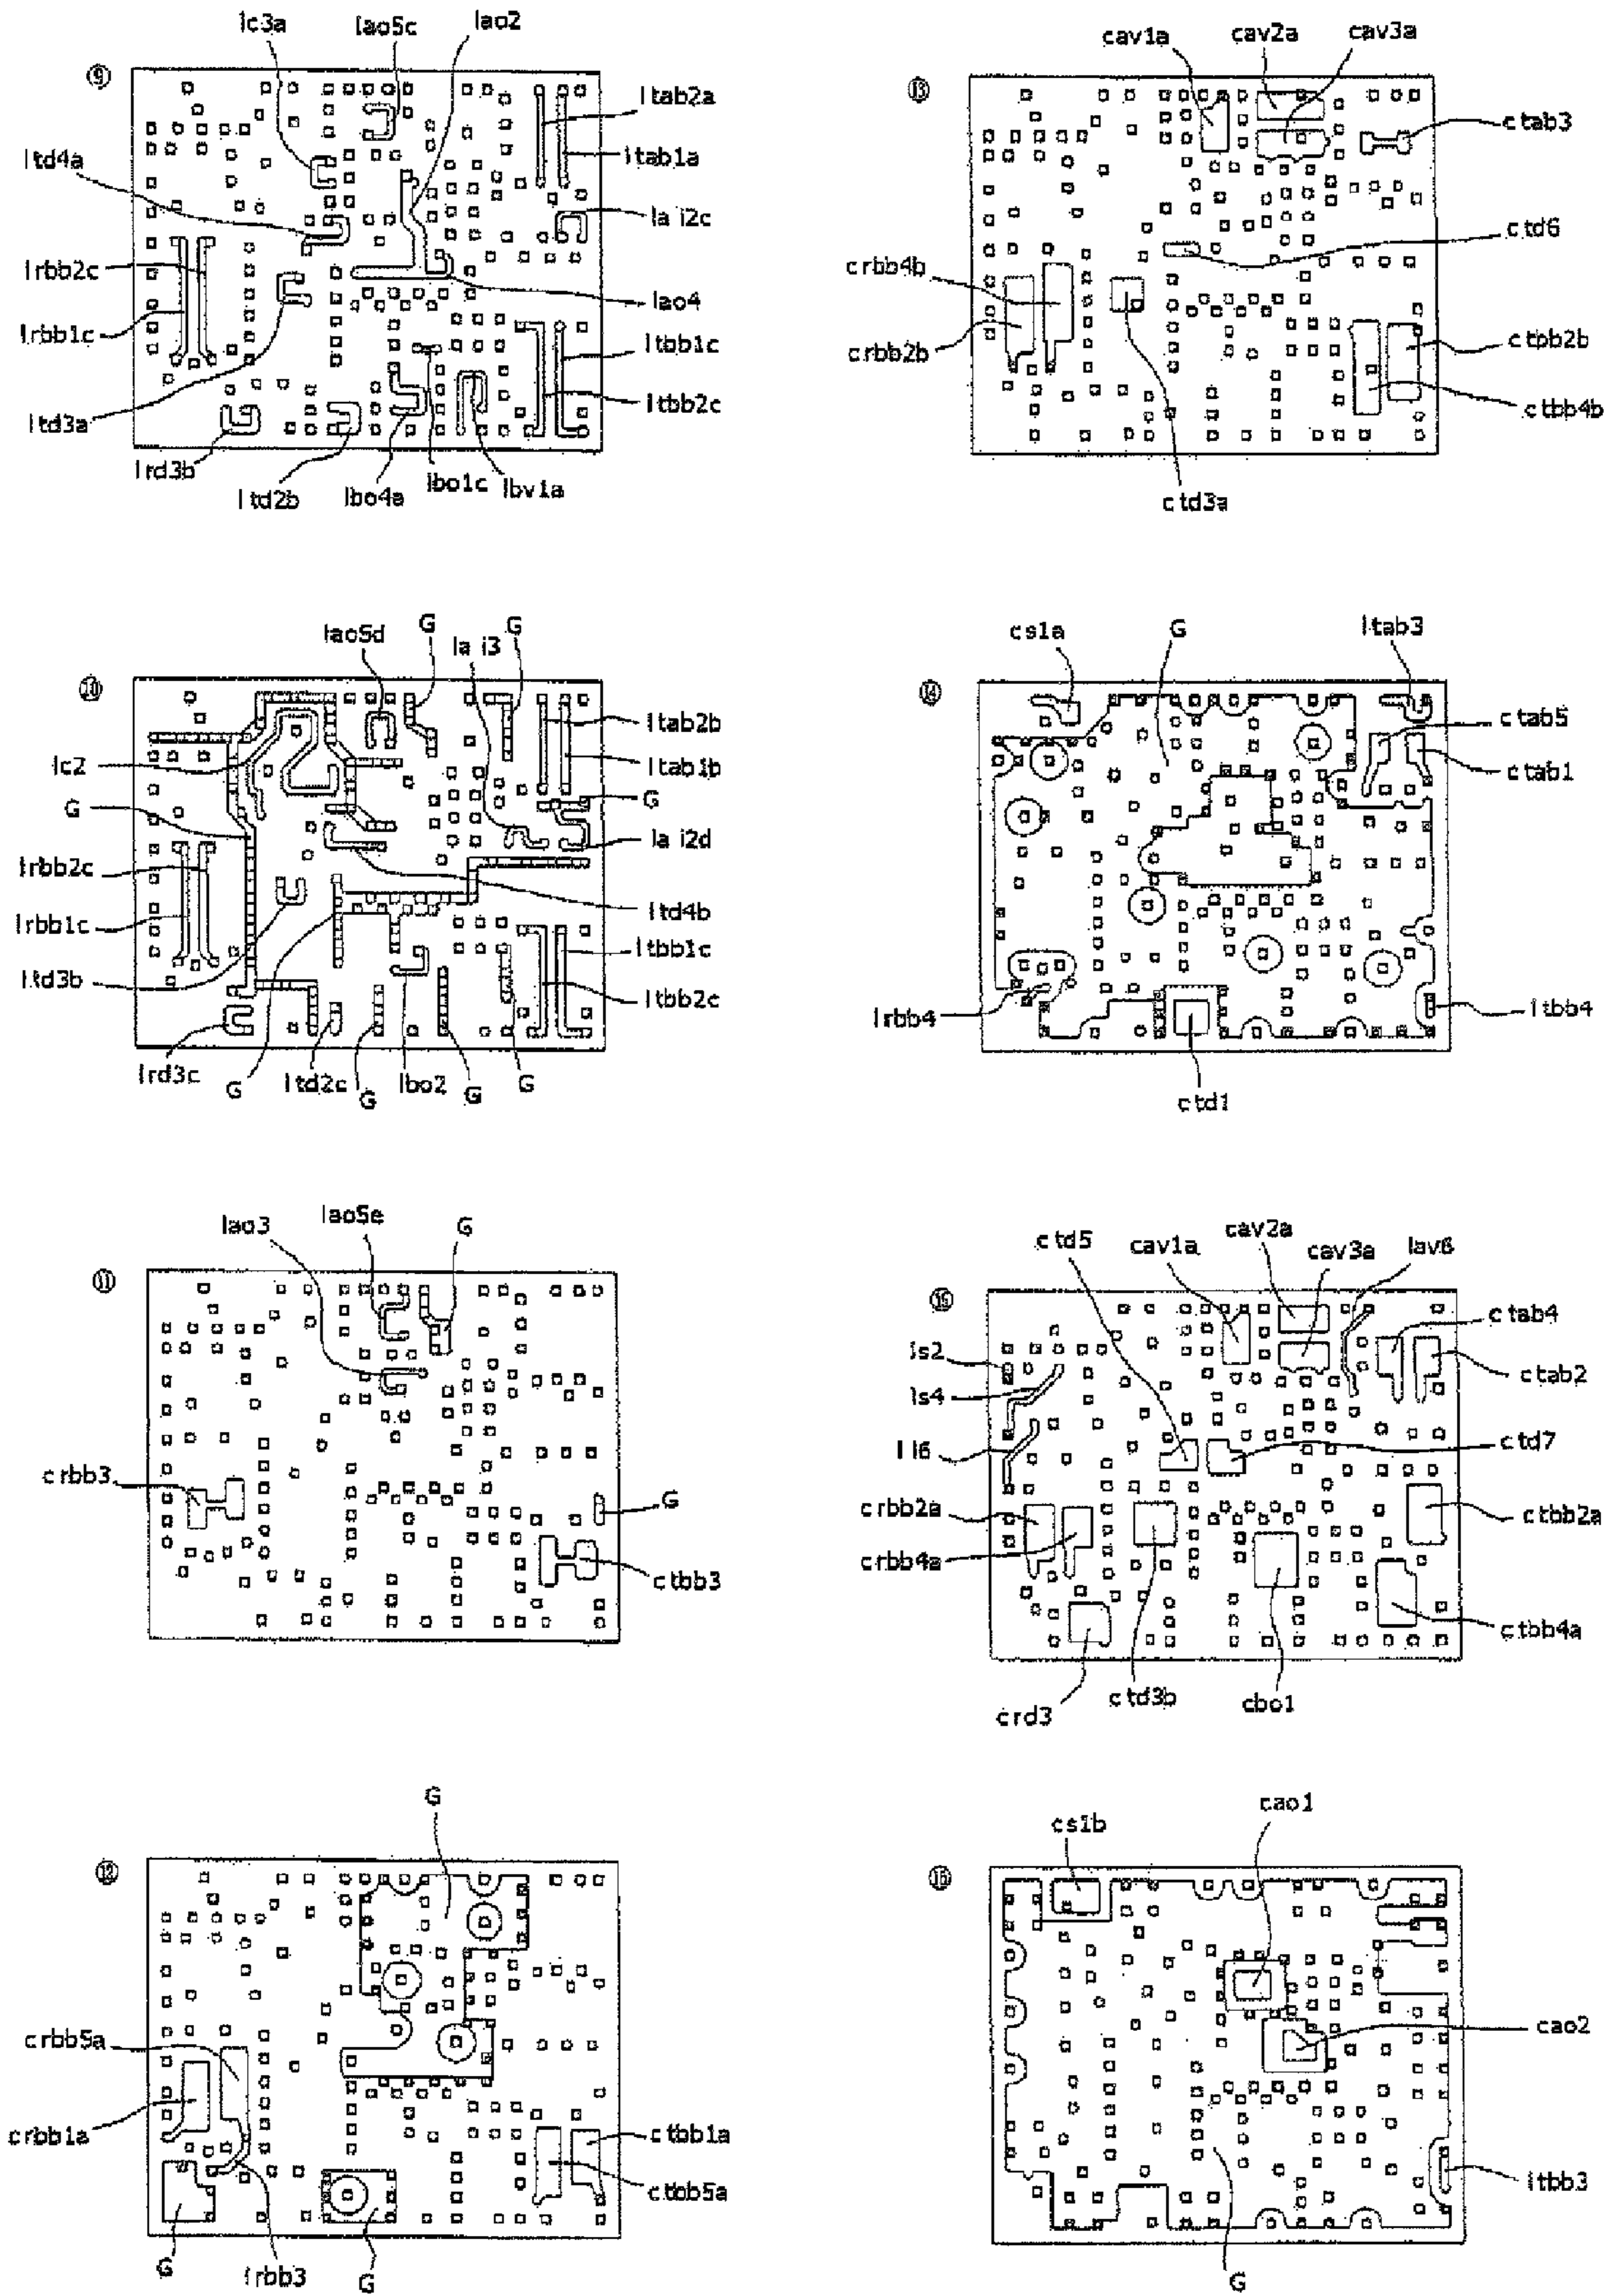 ⑨
lc3a
lao5c
lao2
ltab2a
ltab1a
la i2c
lao4
ltbb1c
ltbb2c
ltd4a
lrbb2c
lrbb1c
ltd3a
lrd3b
ltd2b
lbo4a
lbo1c
lbv1a
⑬
cav1a
cav2a
cav3a
ctab3
ctd6
crbb4b
crbb2b
ctbb2b
ctbb4b
ctd3a
⑩
lao5d
G
la i3
G
ltab2b
ltab1b
G
la i2d
ltd4b
ltbb1c
ltbb2c
lc2
G
lrbb2c
lrbb1c
ltd3b
lrd3c
G
ltd2c
G
lbo2
G
G
⑭
cs1a
G
ltab3
ctab5
ctab1
lrbb4
ltbb4
ctd1
⑪
lao3
lao5e
G
crbb3
G
ctbb3
⑮
ctd5
cav1a
cav2a
cav3a
lav6
ctab4
ctab2
ls2
ls4
ll6
ctd7
crbb2a
crbb4a
ctbb2a
ctbb4a
crd3
ctd3b
cbo1
⑫
G
crbb5a
crbb1a
ctbb1a
ctbb5a
G
lrbb3
G
⑯
cs1b
cao1
cao2
ltbb3
G